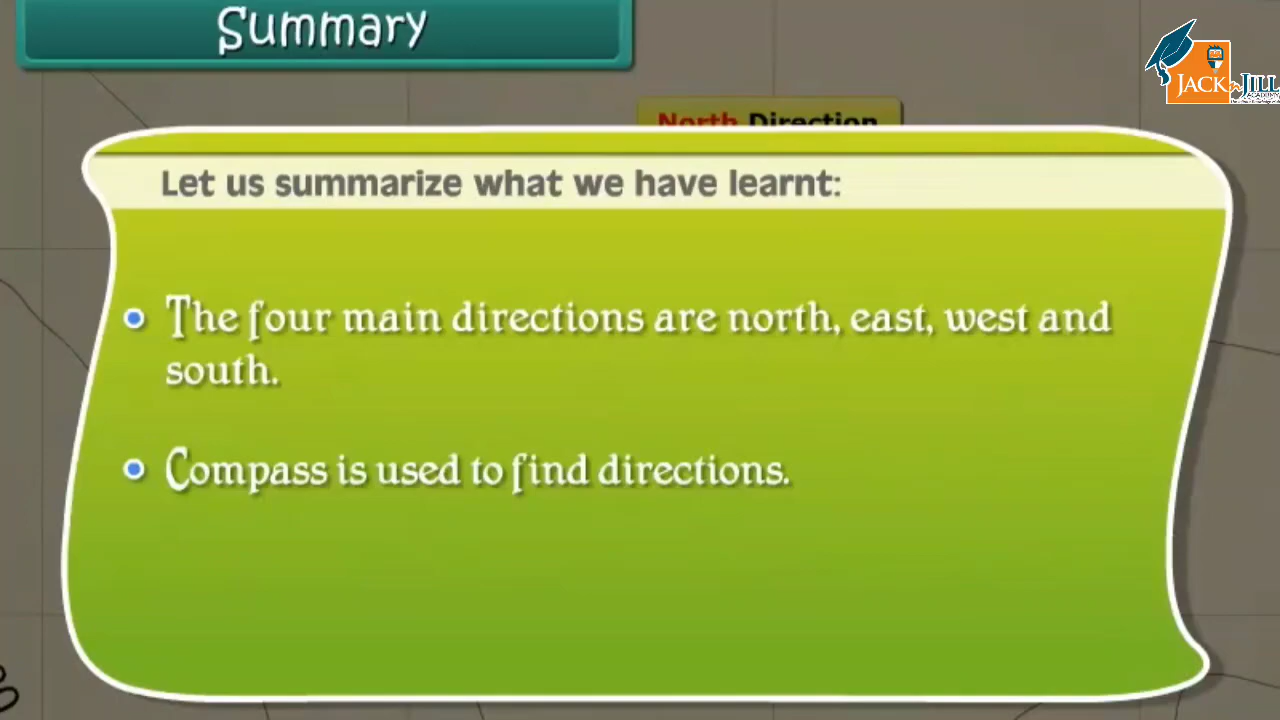 Summary
JACK n JILL
ACADEMY
North Direction
Let us summarize what we have learnt:
The four main directions are north, east, west and
south.
Compass is used to find directions.